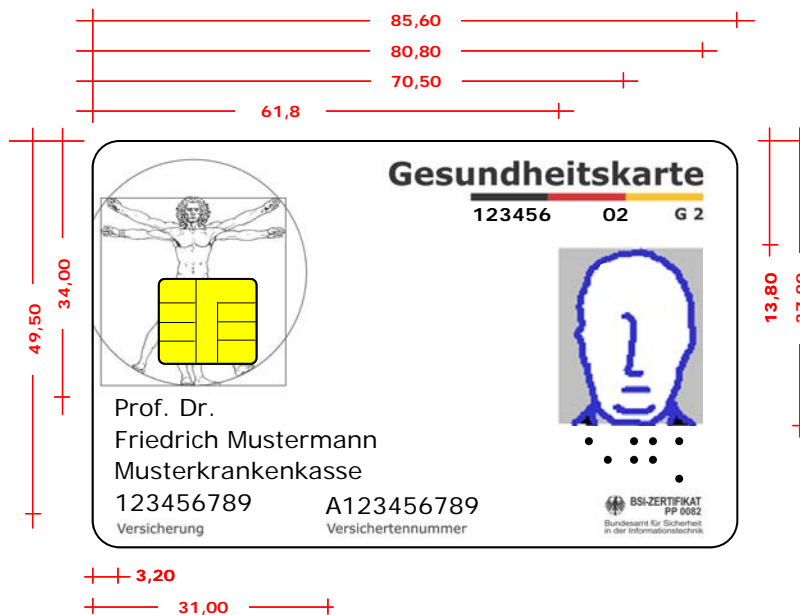 85,60
80,80
70,50
61,8
Gesundheitskarte
123456 02 G 2
34,00
49,50
13,80
Prof. Dr.
Friedrich Mustermann
Musterkrankenkasse
123456789 A123456789
Versicherung Versichertennummer
BSI-ZERTIFIKAT
PP 0082
Bundesamt für Sicherheit
in der Informationstechnik
3,20
31,00